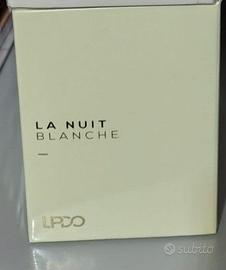 LA NUIT
BLANCHE
—
LPDO
subito